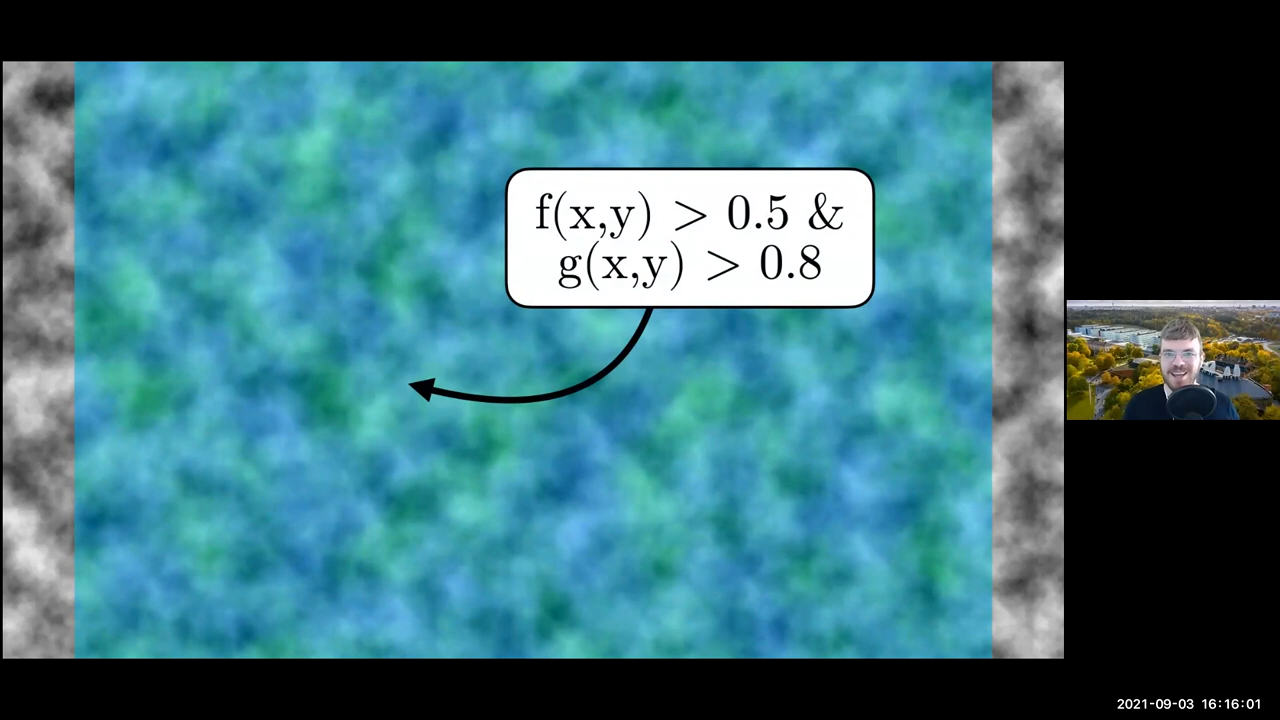 f(x,y) > 0.5 &
g(x,y) > 0.8
2021-09-03 16:16:01